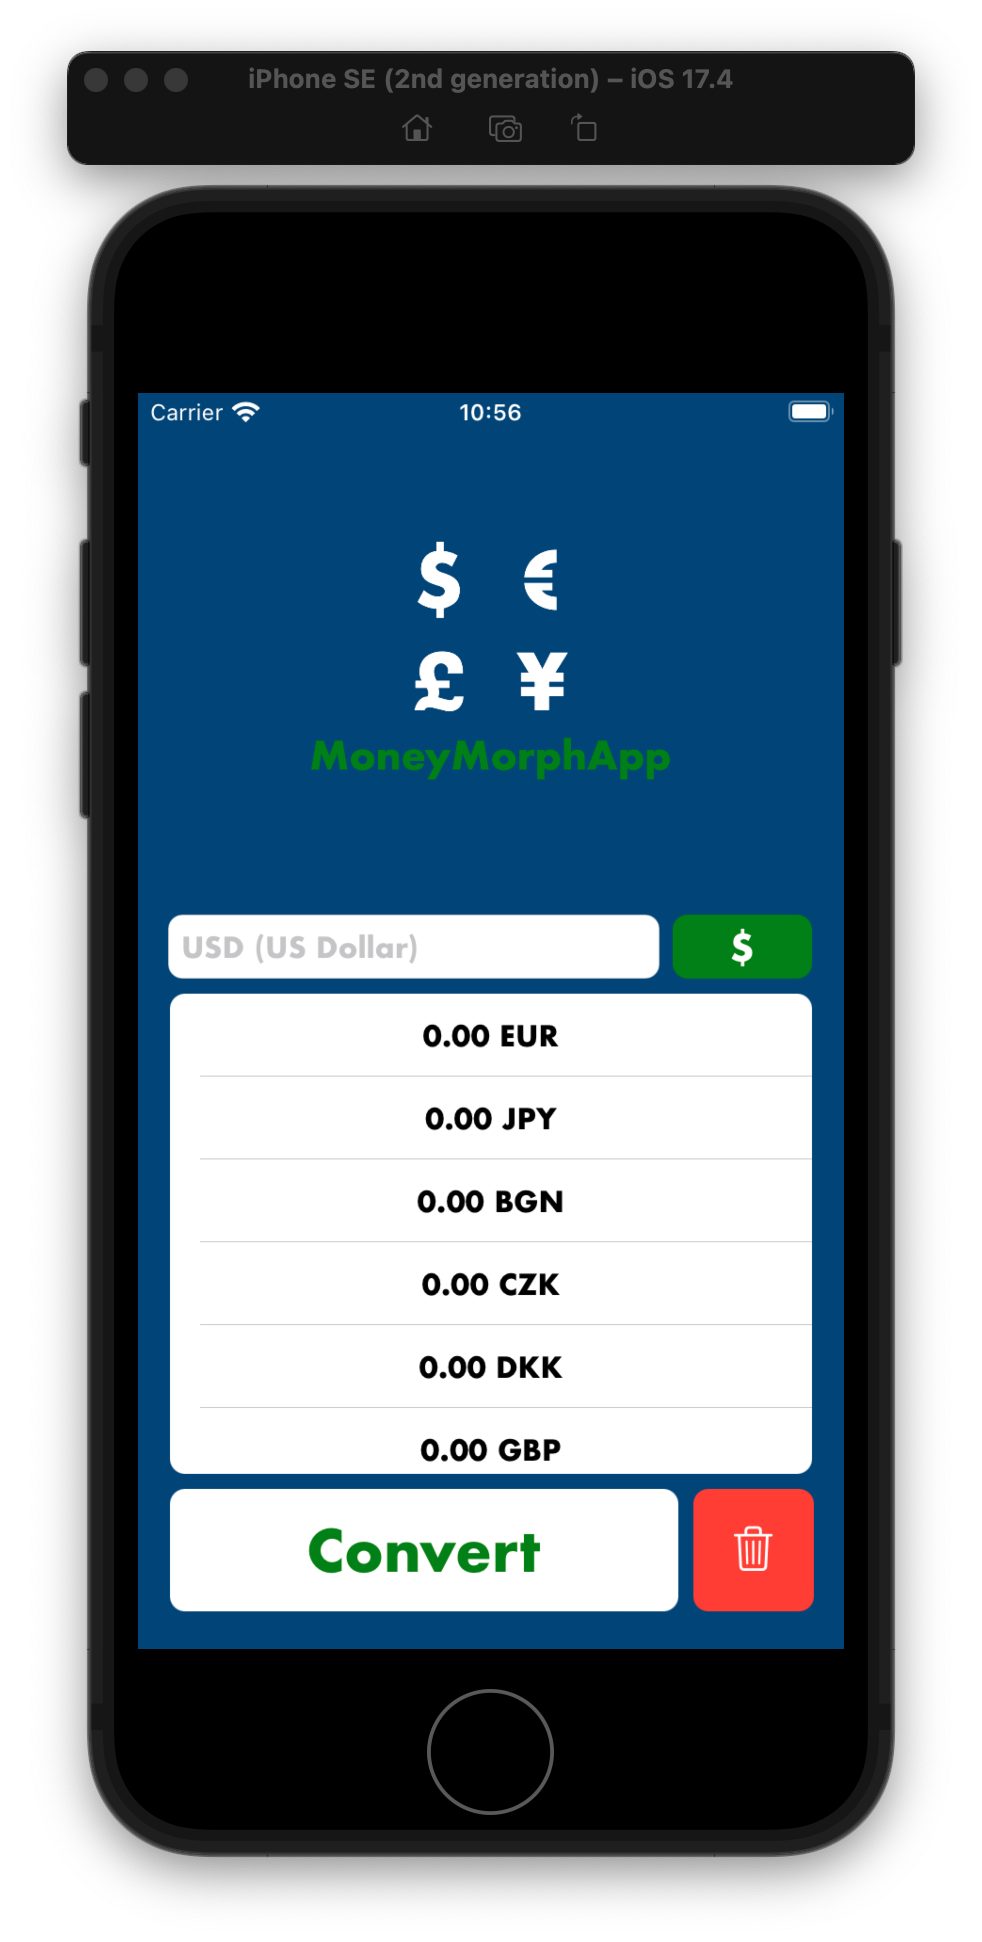 iPhone SE (2nd generation) – iOS 17.4
Carrier 10:56
$ €
£ ¥
MoneyMorphApp
USD (US Dollar) $
0.00 EUR
0.00 JPY
0.00 BGN
0.00 CZK
0.00 DKK
0.00 GBP
Convert